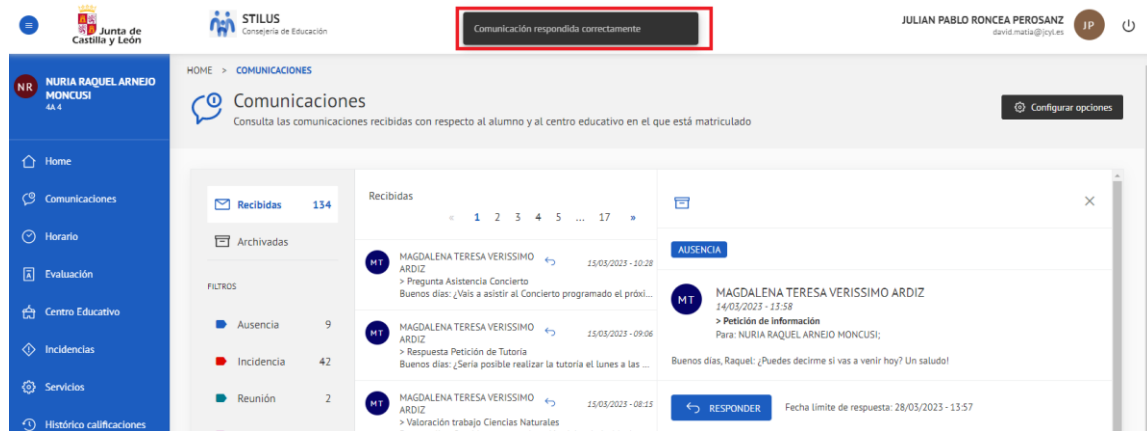 Junta de
Castilla y León
STILUS
Consejería de Educación
Comunicación respondida correctamente
JULIAN PABLO RONCEA PEROSANZ
david.matia@jcyl.es
JP
NR
NURIA RAQUEL ARNEJO
MONCUSI
4A 4
Home
Comunicaciones
Horario
Evaluación
Centro Educativo
Incidencias
Servicios
Histórico calificaciones
HOME > COMUNICACIONES
Comunicaciones
Consulta las comunicaciones recibidas con respecto al alumno y al centro educativo en el que está matriculado
Configurar opciones
Recibidas 134
Archivadas
FILTROS
Ausencia 9
Incidencia 42
Reunión 2
Recibidas
« 1 2 3 4 5 ... 17 »
MT
MAGDALENA TERESA VERISSIMO
ARDIZ
15/03/2023 - 10:28
> Pregunta Asistencia Concierto
Buenos días: ¿Vais a asistir al Concierto programado el próxi...
MT
MAGDALENA TERESA VERISSIMO
ARDIZ
15/03/2023 - 09:06
> Respuesta Petición de Tutoría
Buenos días: ¿Sería posible realizar la tutoría el lunes a las ...
MT
MAGDALENA TERESA VERISSIMO
ARDIZ
15/03/2023 - 08:15
> Valoración trabajo Ciencias Naturales
AUSENCIA
MT
MAGDALENA TERESA VERISSIMO ARDIZ
14/03/2023 - 13:58
> Petición de información
Para: NURIA RAQUEL ARNEJO MONCUSI;
Buenos días, Raquel: ¿Puedes decirme si vas a venir hoy? Un saludo!
RESPONDER
Fecha límite de respuesta: 28/03/2023 - 13:57